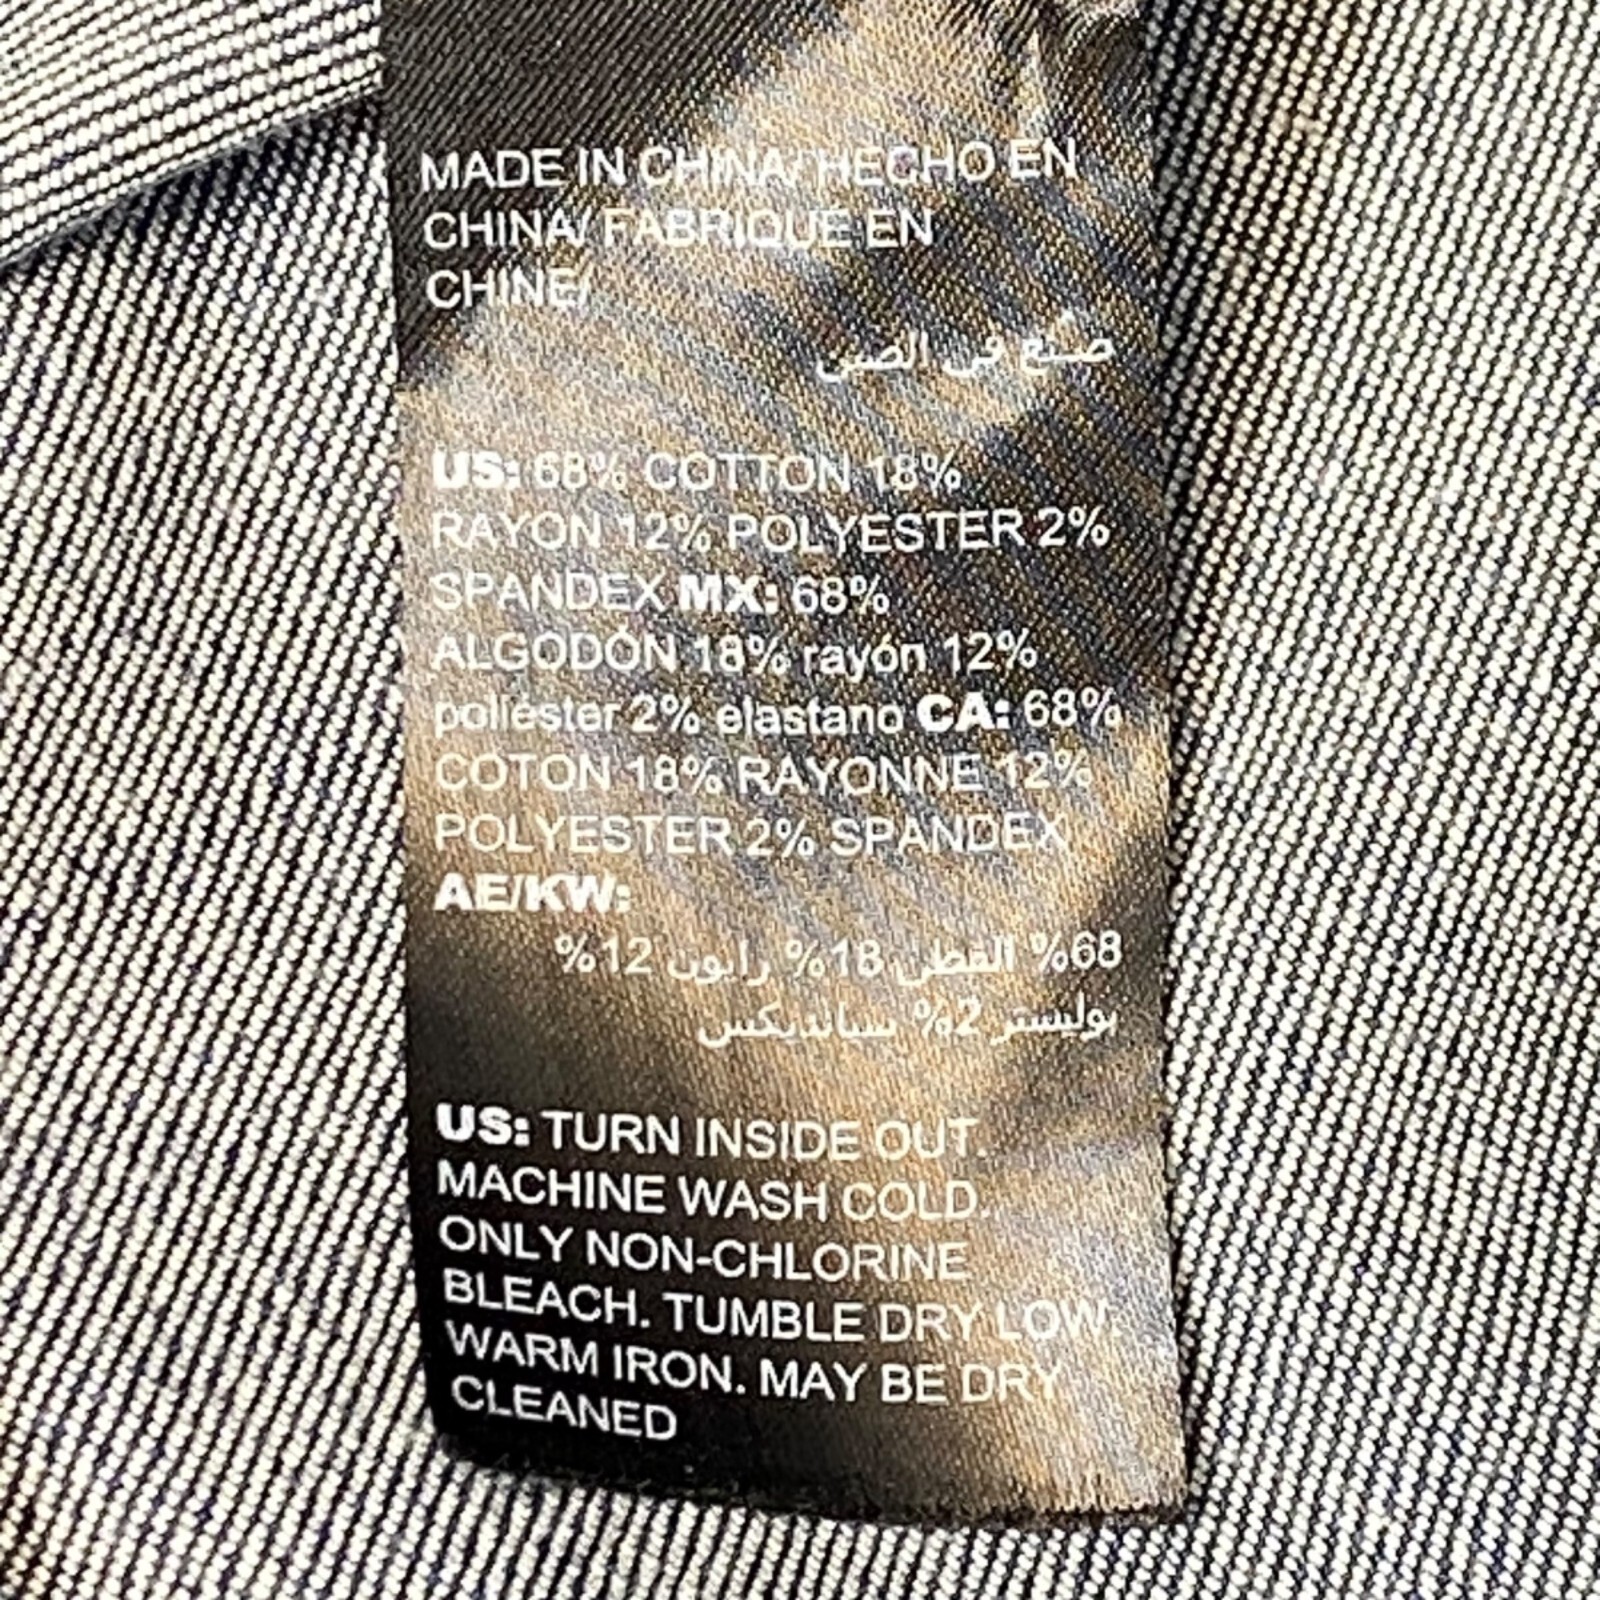 MADE IN CHINA/ HECHO EN
CHINA/ FABRIQUE EN
CHINE/
صنع في الصين
US: 68% COTTON 18%
RAYON 12% POLYESTER 2%
SPANDEX MX: 68%
ALGODÓN 18% rayón 12%
poliéster 2% elastano CA: 68%
COTON 18% RAYONNE 12%
POLYESTER 2% SPANDEX
AE/KW:
68% القطن 18% رايون 12%
بوليستر 2% سبانديكس
US: TURN INSIDE OUT.
MACHINE WASH COLD.
ONLY NON-CHLORINE
BLEACH. TUMBLE DRY LOW.
WARM IRON. MAY BE DRY
CLEANED